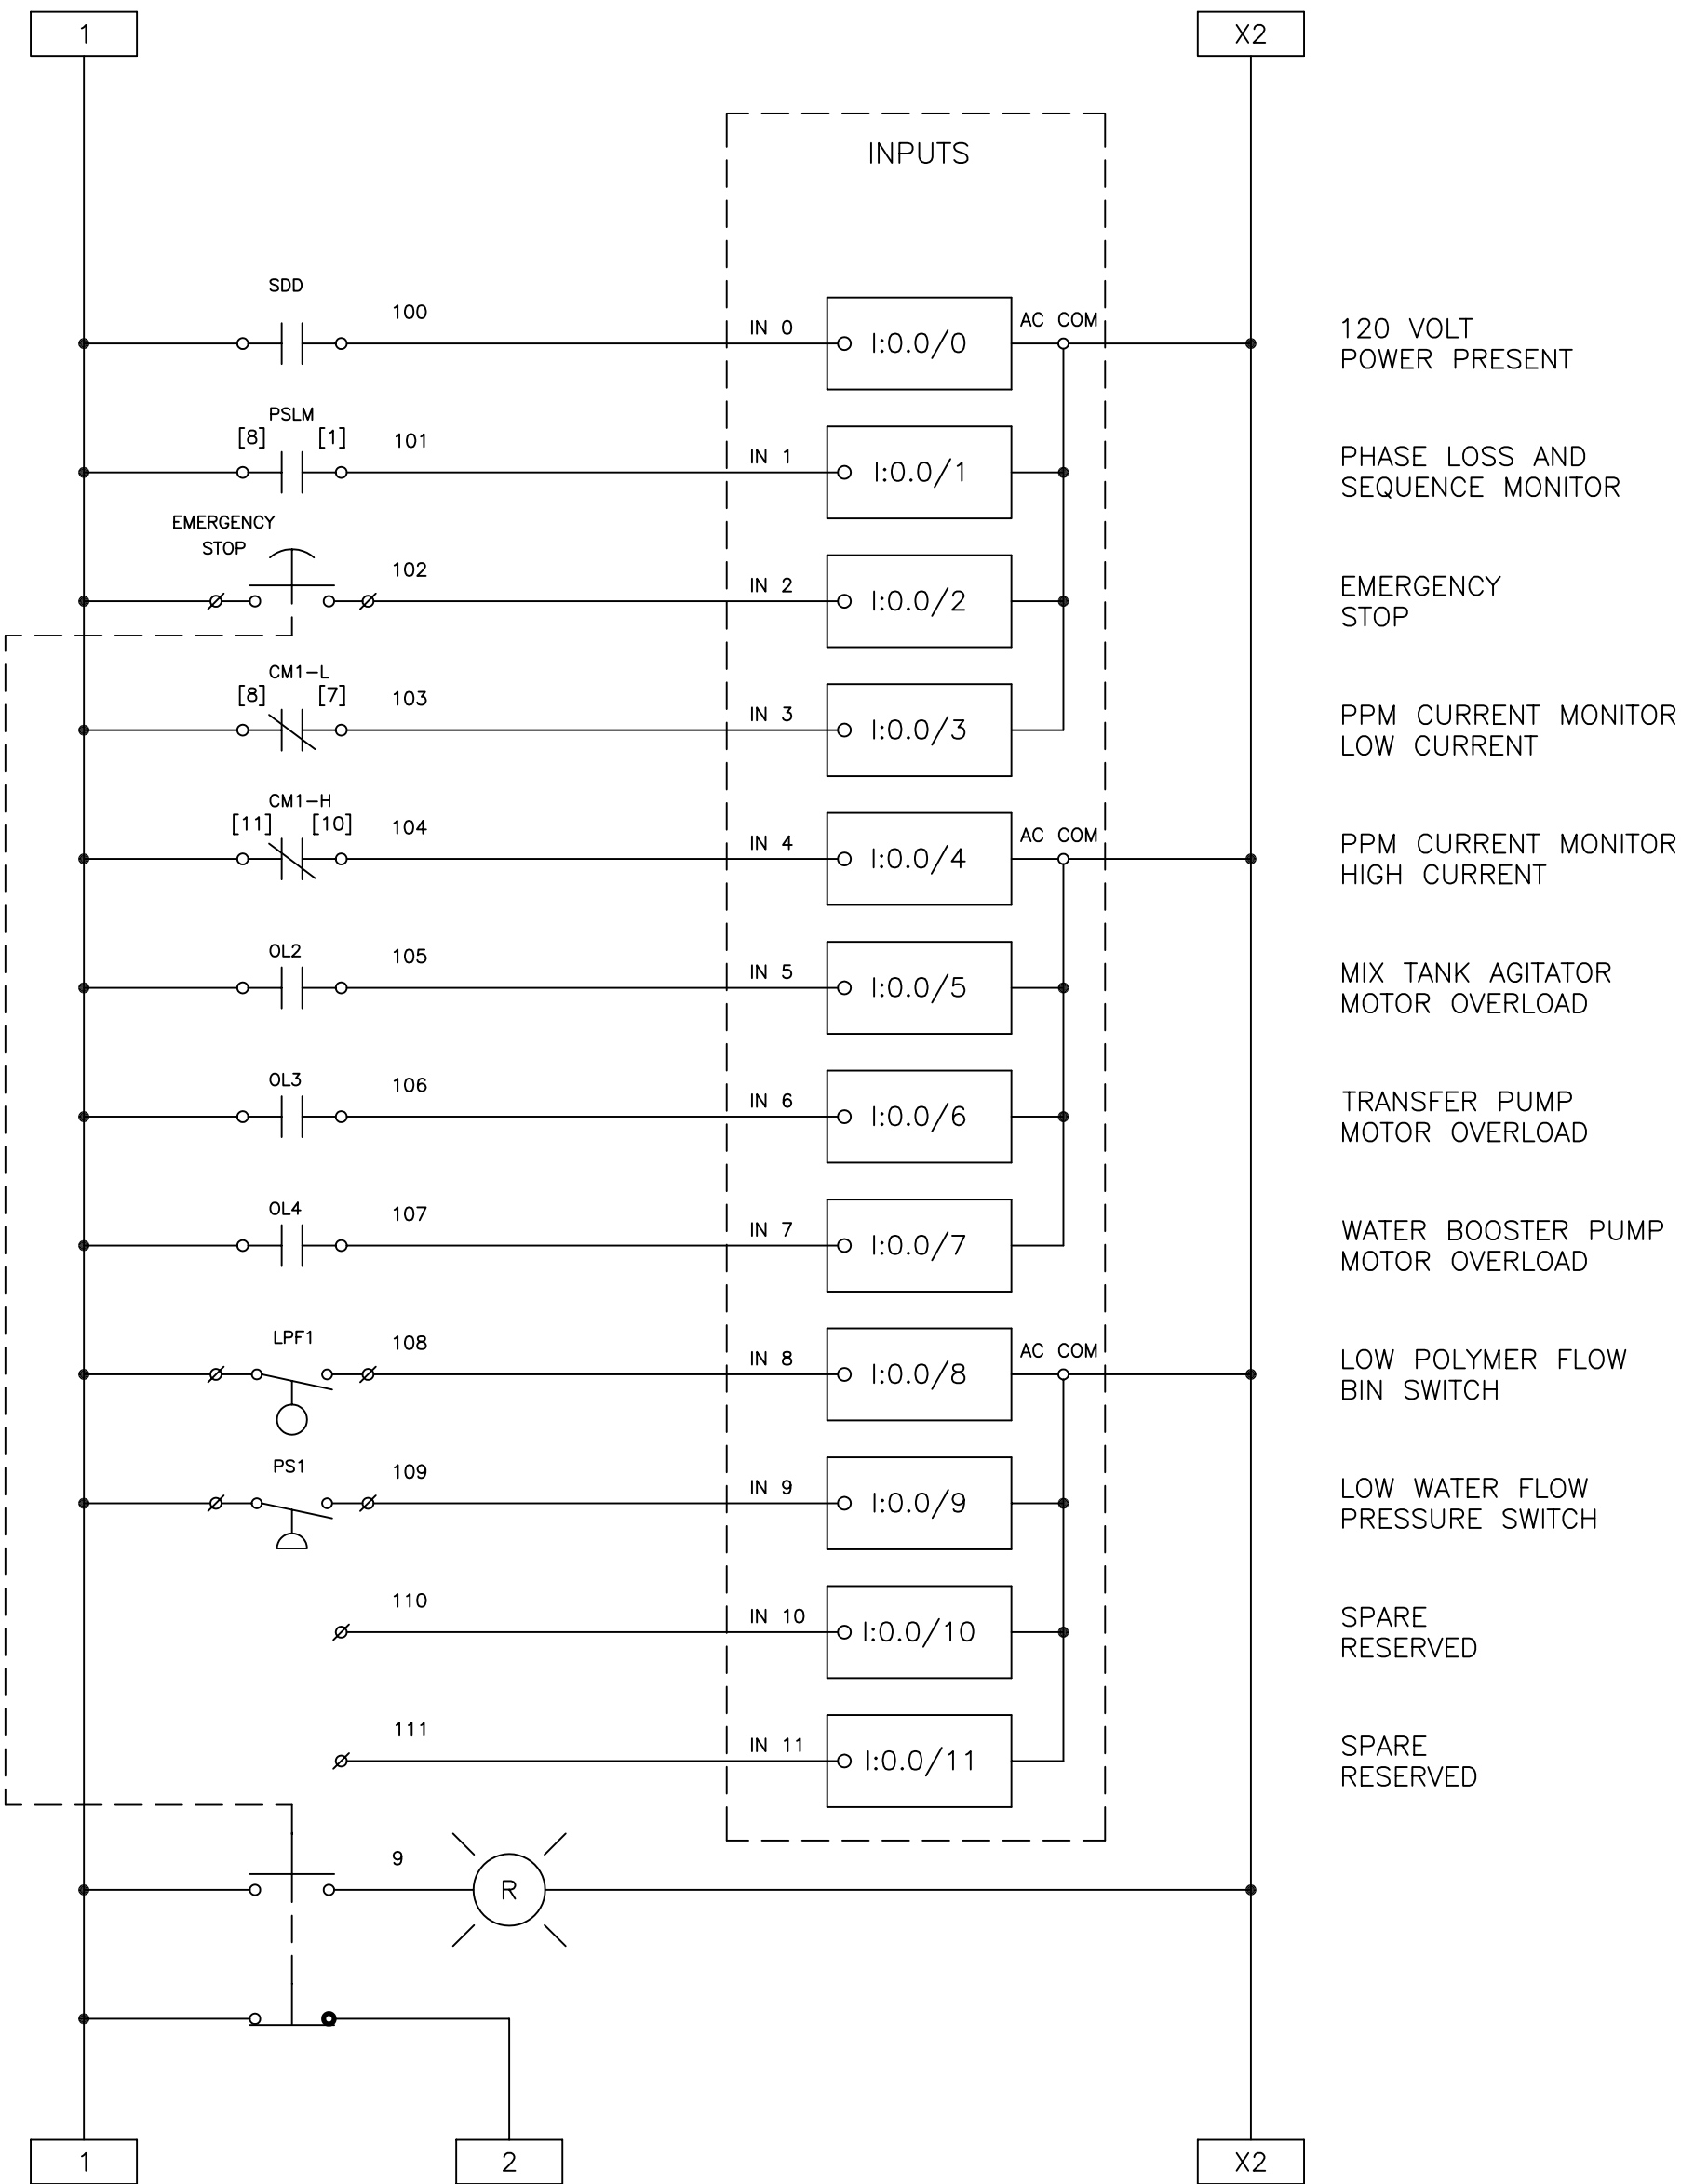 1
X2
INPUTS
SDD
100
IN 0
I:0.0/0
AC COM
120 VOLT
POWER PRESENT
PSLM
[8] [1]
101
IN 1
I:0.0/1
PHASE LOSS AND
SEQUENCE MONITOR
EMERGENCY
STOP
102
IN 2
I:0.0/2
EMERGENCY
STOP
CM1-L
[8] [7]
103
IN 3
I:0.0/3
PPM CURRENT MONITOR
LOW CURRENT
CM1-H
[11] [10]
104
IN 4
I:0.0/4
AC COM
PPM CURRENT MONITOR
HIGH CURRENT
OL2
105
IN 5
I:0.0/5
MIX TANK AGITATOR
MOTOR OVERLOAD
OL3
106
IN 6
I:0.0/6
TRANSFER PUMP
MOTOR OVERLOAD
OL4
107
IN 7
I:0.0/7
WATER BOOSTER PUMP
MOTOR OVERLOAD
LPF1
108
IN 8
I:0.0/8
AC COM
LOW POLYMER FLOW
BIN SWITCH
PS1
109
IN 9
I:0.0/9
LOW WATER FLOW
PRESSURE SWITCH
110
IN 10
I:0.0/10
SPARE
RESERVED
111
IN 11
I:0.0/11
SPARE
RESERVED
9
R
1
2
X2